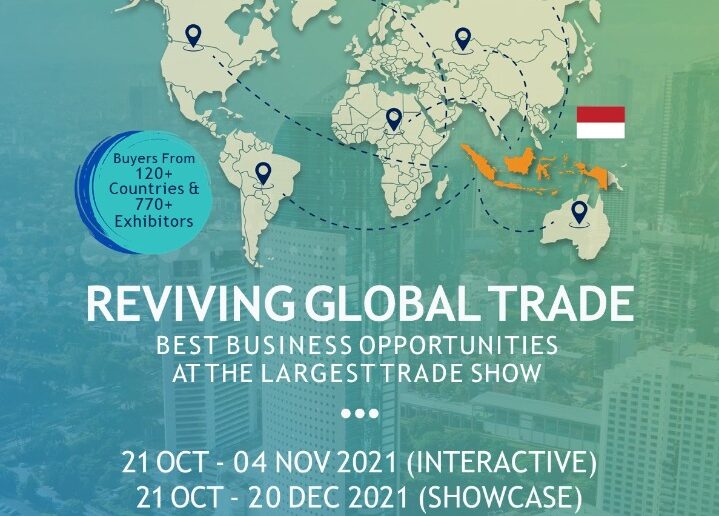 Buyers From
120+
Countries &
770+
Exhibitors
REVIVING GLOBAL TRADE
BEST BUSINESS OPPORTUNITIES
AT THE LARGEST TRADE SHOW
21 OCT - 04 NOV 2021 (INTERACTIVE)
21 OCT - 20 DEC 2021 (SHOWCASE)